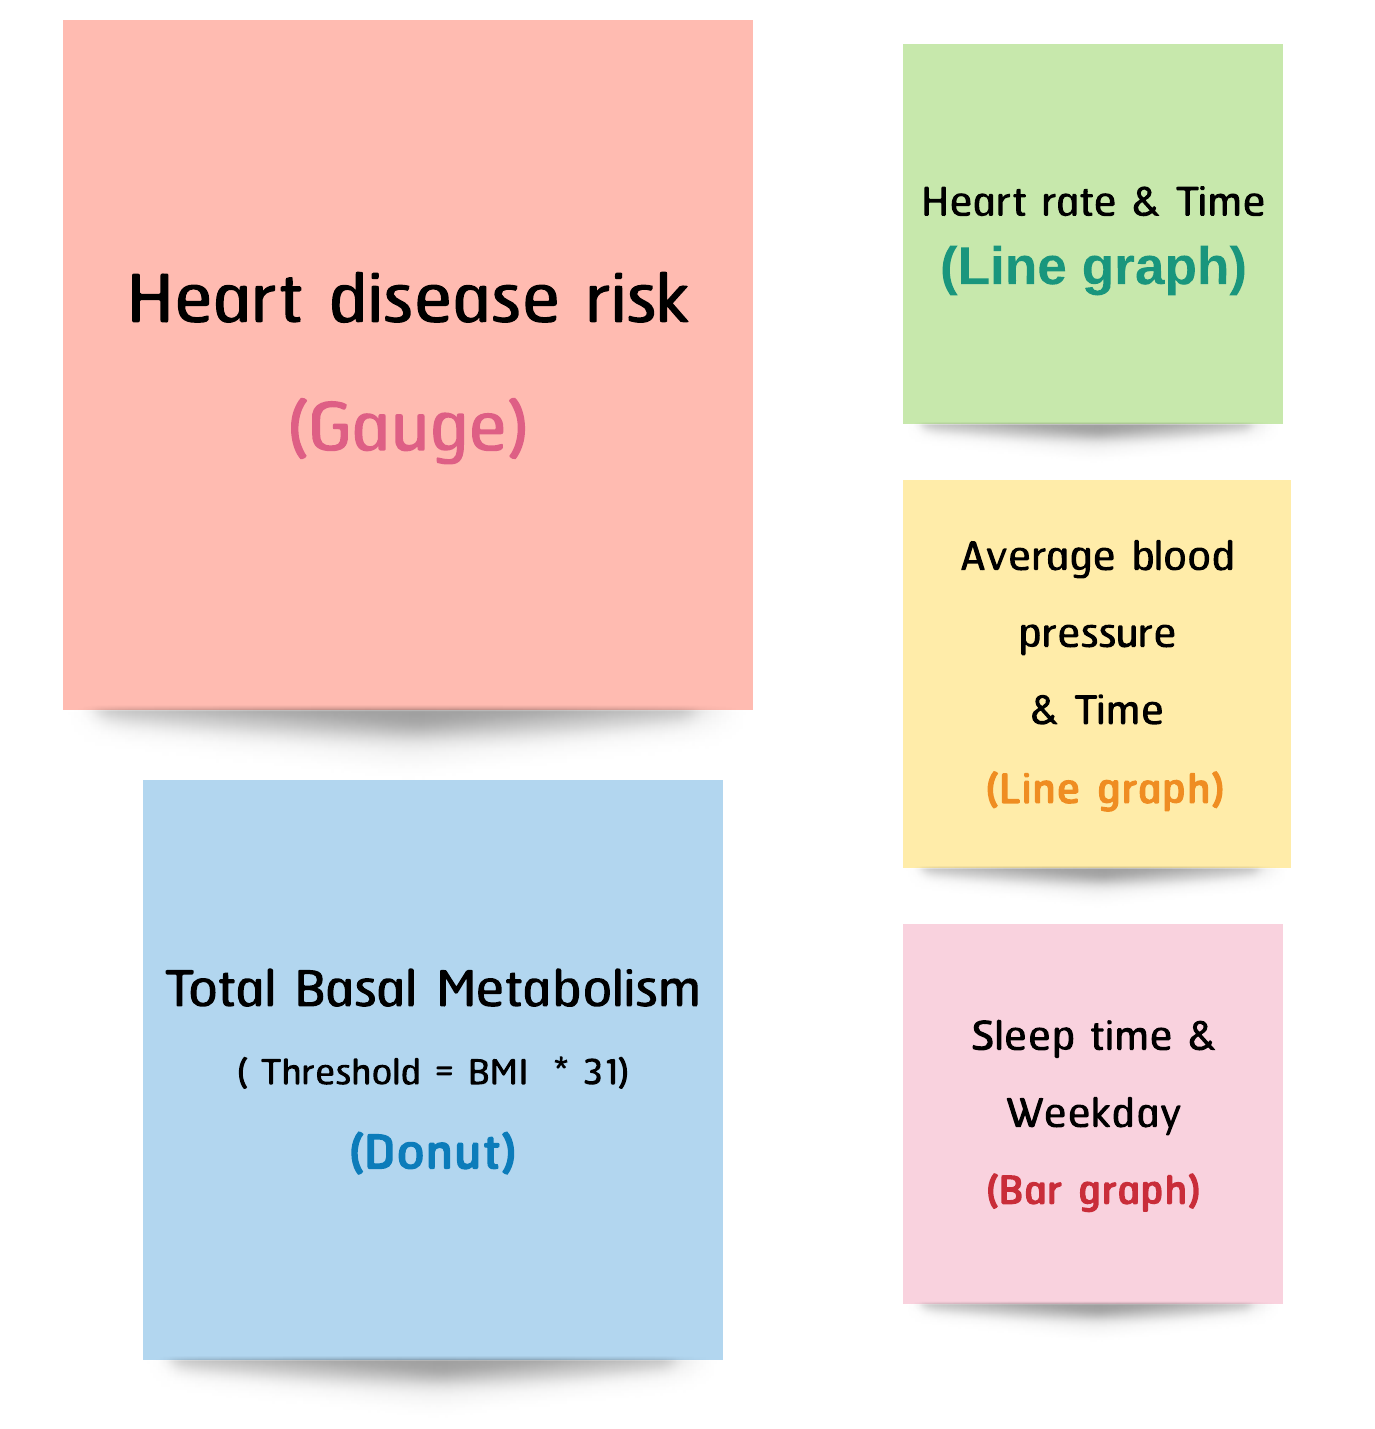 Heart disease risk
(Gauge)
Heart rate & Time
(Line graph)
Average blood
pressure
& Time
(Line graph)
Total Basal Metabolism
( Threshold = BMI * 31)
(Donut)
Sleep time &
Weekday
(Bar graph)